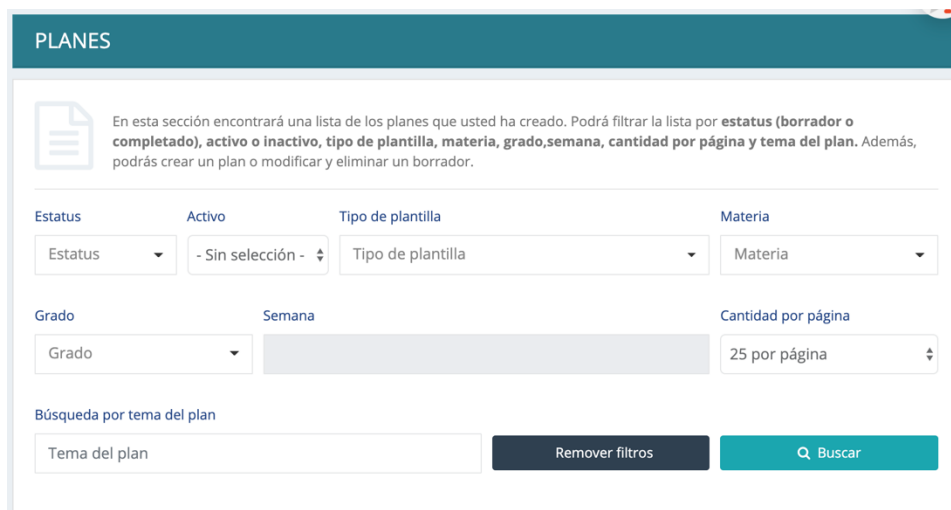 PLANES
En esta sección encontrará una lista de los planes que usted ha creado. Podrá filtrar la lista por estatus (borrador o
completado), activo o inactivo, tipo de plantilla, materia, grado,semana, cantidad por página y tema del plan. Además,
podrás crear un plan o modificar y eliminar un borrador.
Estatus Activo Tipo de plantilla Materia
Estatus - Sin selección - Tipo de plantilla Materia
Grado Semana Cantidad por página
Grado 25 por página
Búsqueda por tema del plan
Tema del plan Remover filtros Buscar